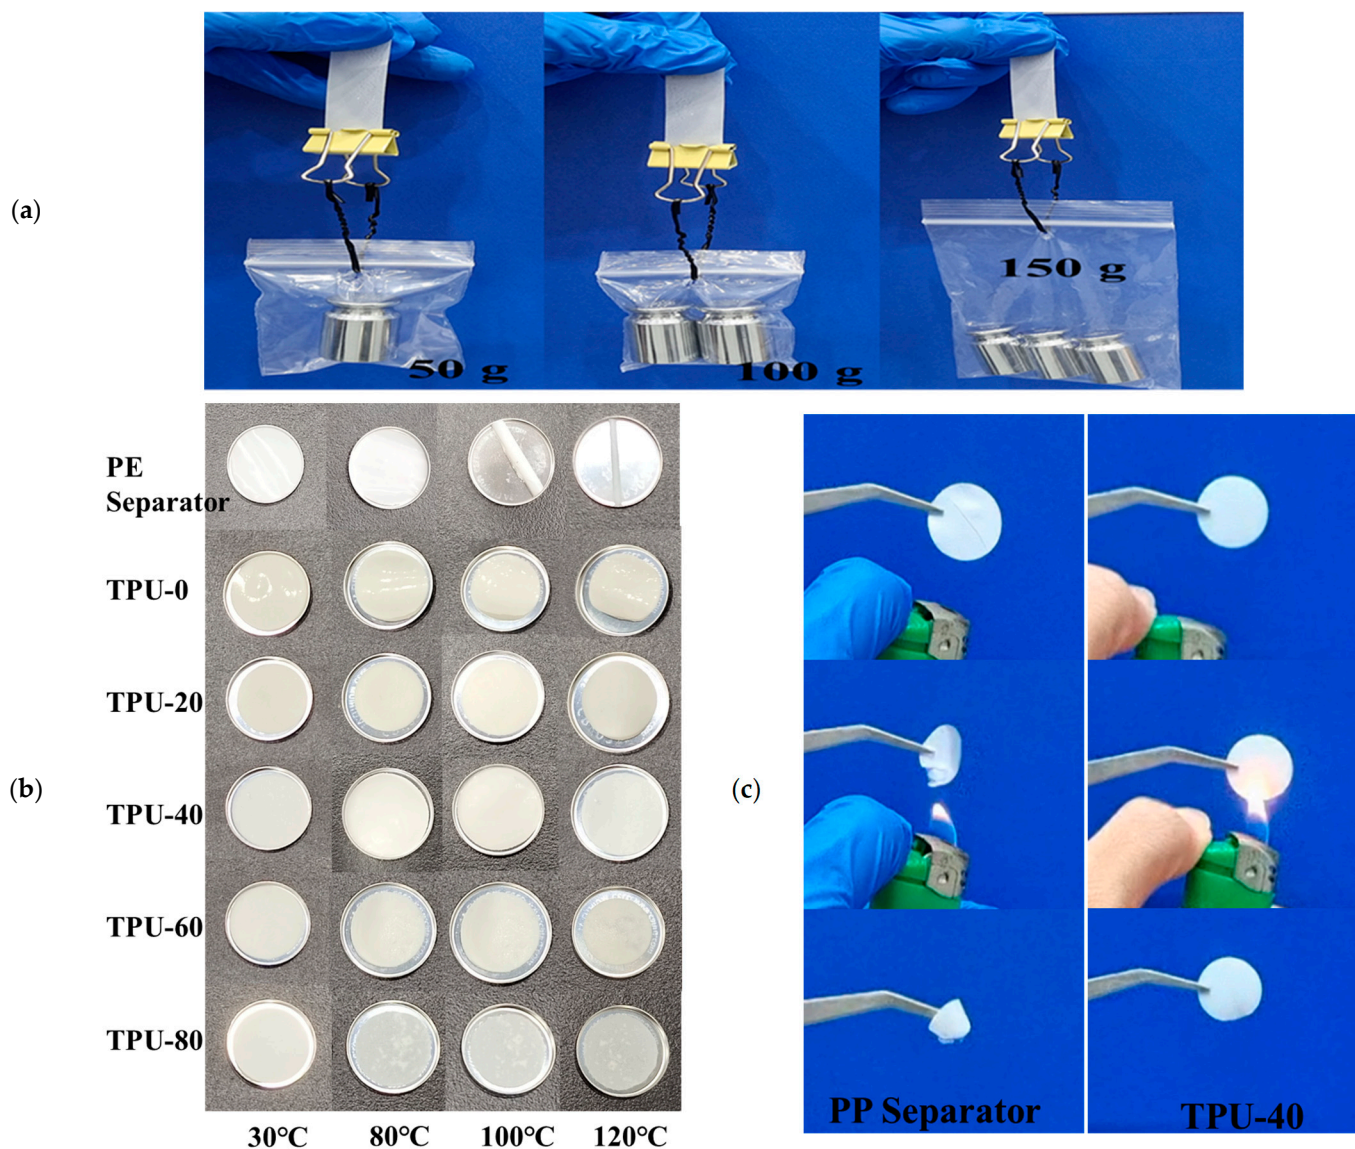 (a)
50 g
100 g
150 g
PE
Separator
TPU-0
TPU-20
TPU-40
(b)
TPU-60
TPU-80
30℃
80℃
100℃
120℃
(c)
PP Separator
TPU-40